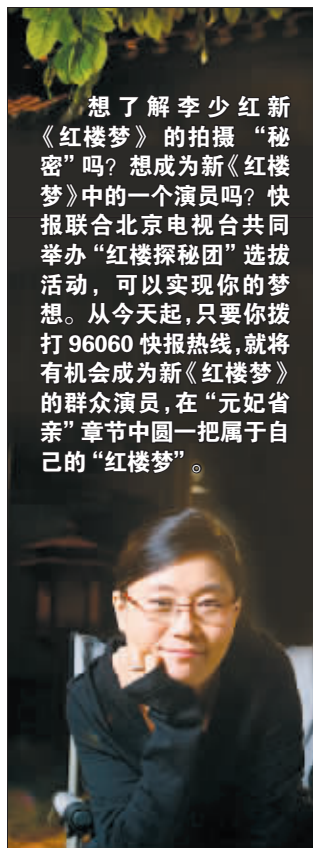 想了解李少红新
《红楼梦》的拍摄“秘
密”吗？想成为新《红楼
梦》中的一个演员吗？快
报联合北京电视台共同
举办“红楼探秘团”选拔
活动，可以实现你的梦
想。从今天起，只要你拨
打 96060 快报热线，就将
有机会成为新《红楼梦》
的群众演员，在“元妃省
亲”章节中圆一把属于自
己的“红楼梦”。